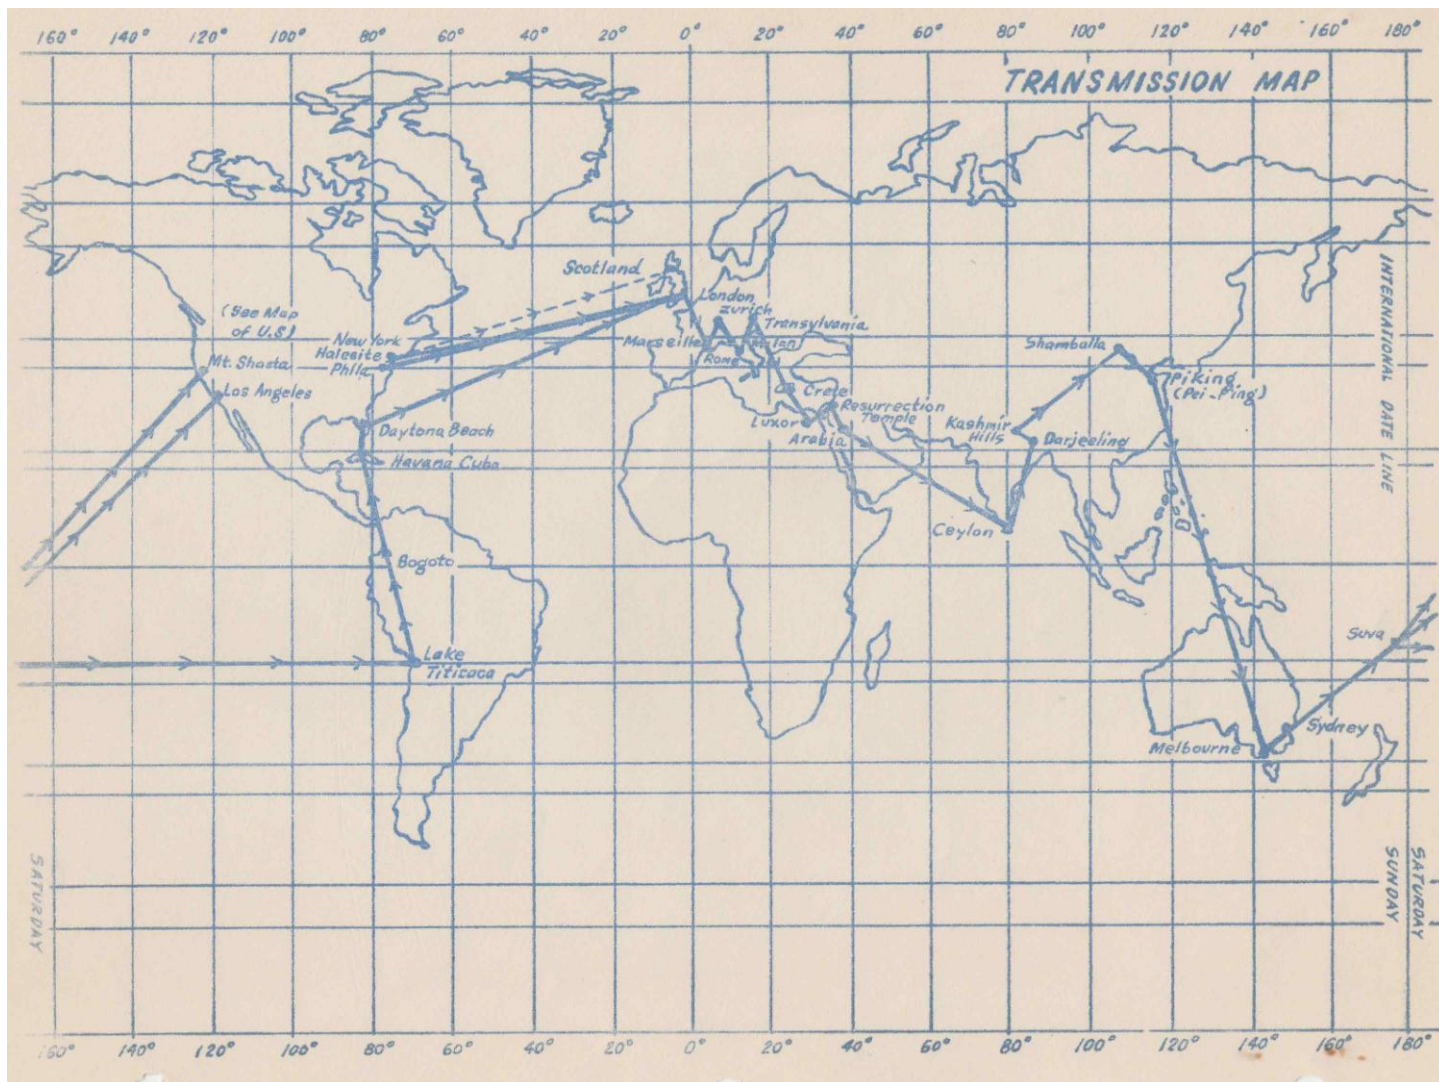 160° 140° 120° 100° 80° 60° 40° 20° 0° 20° 40° 60° 80° 100° 120° 140° 160° 180°
TRANSMISSION MAP
Scotland
(See Map
of U.S)
London
Zurich
Transylvania
New York
Halesite
Phila
Marseille
Rome
Milan
Shamballa
INTERNATIONAL DATE LINE
Mt. Shasta
Los Angeles
Piking
(Pei-Ping)
Crete
Resurrection
Temple
Luxor
Arabia
Kashmir
Hills
Darjeeling
Daytona Beach
Havana Cuba
Ceylon
Bogoto
Suva
Lake
Titicaca
Sydney
Melbourne
SATURDAY
SUNDAY
SATURDAY
160° 140° 120° 100° 80° 60° 40° 20° 0° 20° 40° 60° 80° 100° 120° 140° 160° 180°